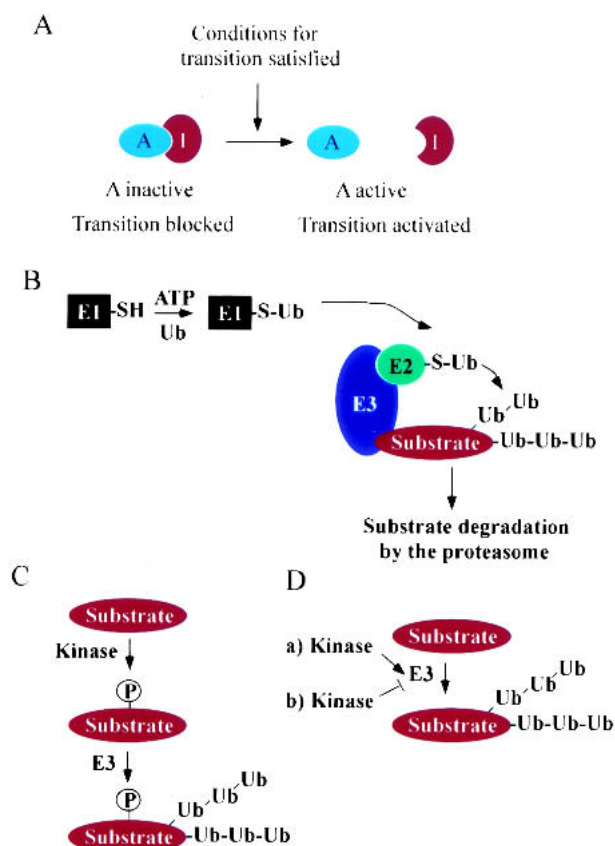 A
Conditions for
transition satisfied
A I
A I
A inactive
A active
Transition blocked
Transition activated
B
E1-SH ATP E1-S-Ub
Ub
E2-S-Ub
E3
Ub Ub
Substrate-Ub-Ub-Ub
Substrate degradation
by the proteasome
C
Substrate
Kinase
P
Substrate
E3
P
Ub Ub Ub
Substrate-Ub-Ub-Ub
D
Substrate
a) Kinase
E3
b) Kinase
Ub Ub Ub
Substrate-Ub-Ub-Ub